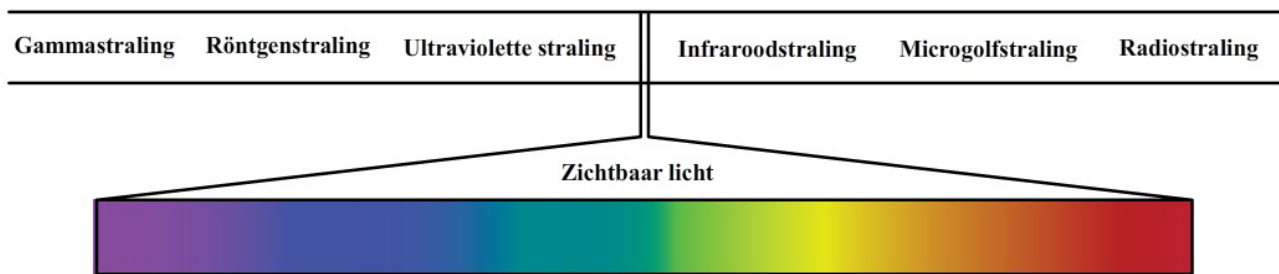 Gammastraling Röntgenstraling Ultraviolette straling Infraroodstraling Microgolfstraling Radiostraling
Zichtbaar licht